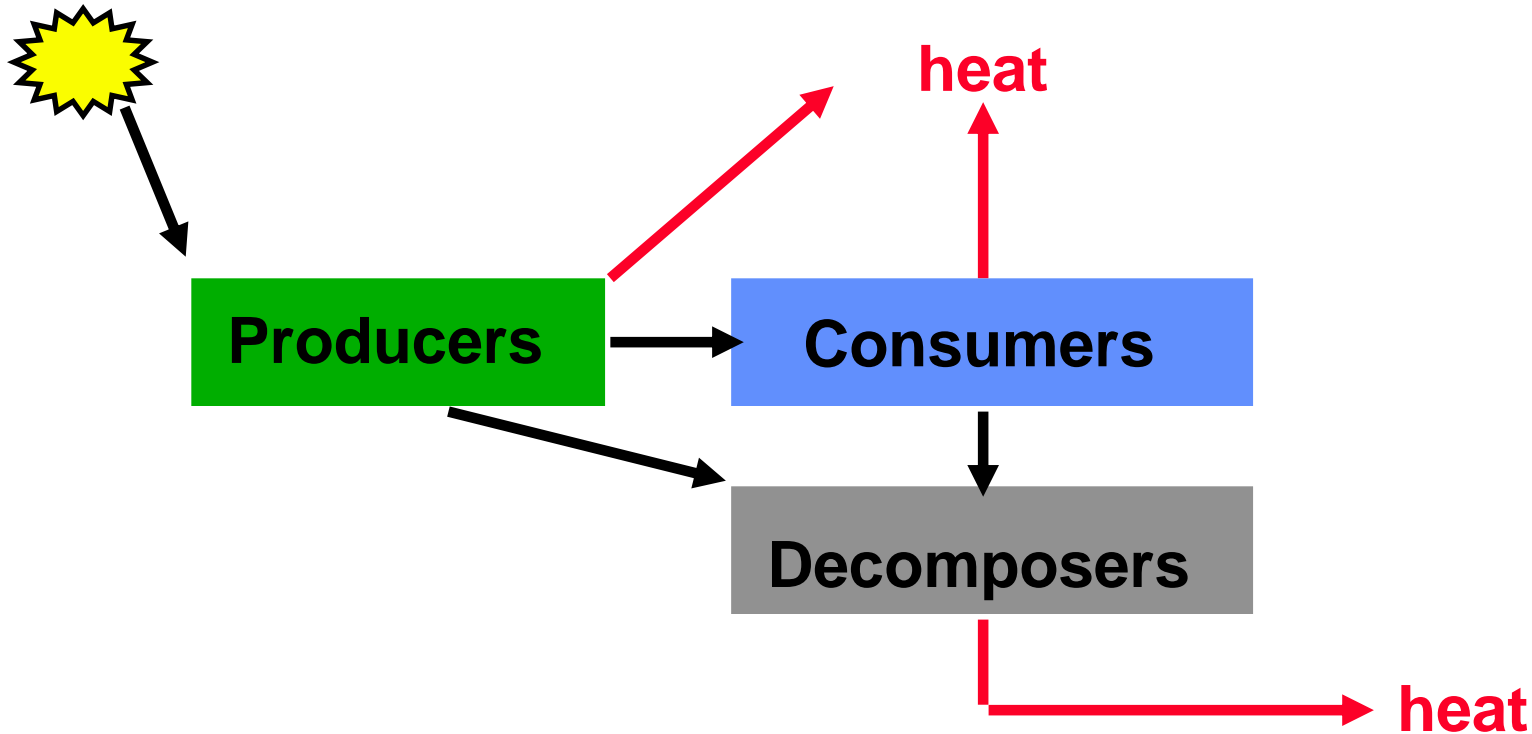 heat
Producers
Consumers
Decomposers
heat